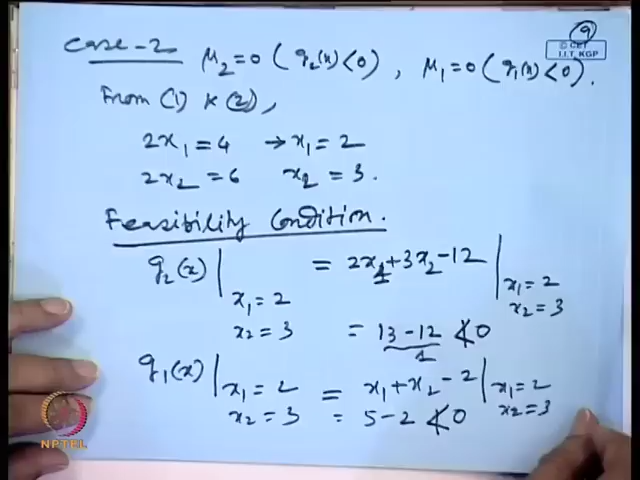 9
© CET
I.I.T. KGP
Case-2 μ₂=0 (g₂(x)<0), μ₁=0 (g₁(x)<0).
From (1) & (2),
2x₁=4 → x₁=2
2x₂=6 x₂=3.
Feasibility Condition.
g₂(x)| = 2x₁+3x₂-12 |
x₁=2 x₁=2
x₂=3 x₂=3
= 13-12 ≮0
1
g₁(x)| x₁=2 = x₁+x₂-2 | x₁=2
x₂=3 = 5-2 ≮0 x₂=3
NPTEL